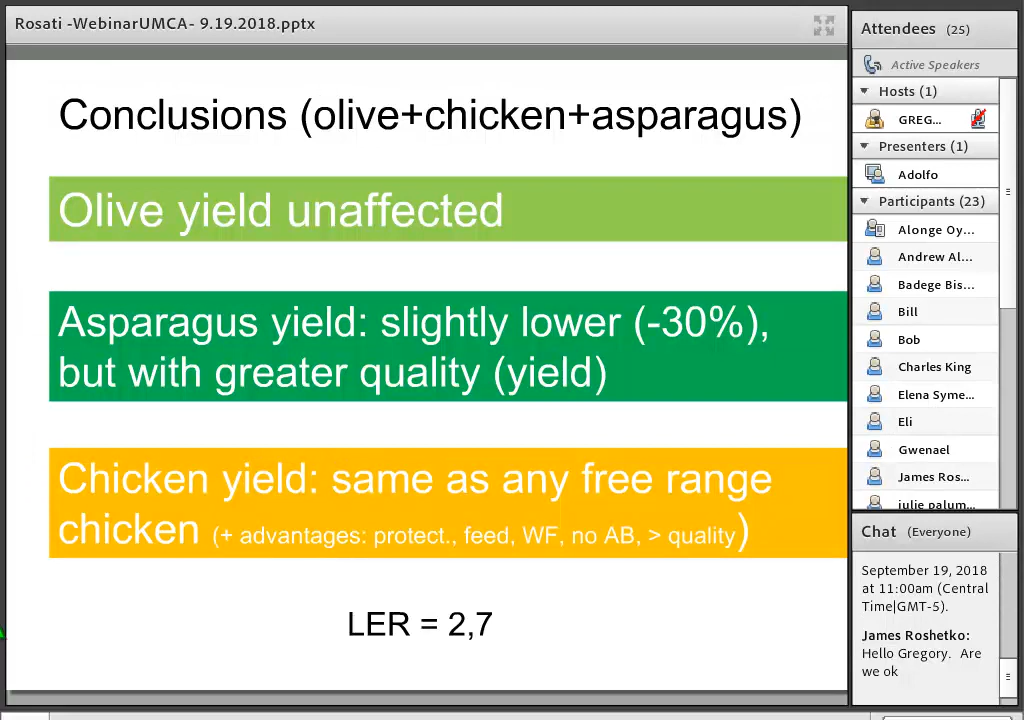 Rosati -WebinarUMCA- 9.19.2018.pptx
Conclusions (olive+chicken+asparagus)
Olive yield unaffected
Asparagus yield: slightly lower (-30%),
but with greater quality (yield)
Chicken yield: same as any free range
chicken (+ advantages: protect., feed, WF, no AB, > quality)
LER = 2,7
Attendees (25)
Active Speakers
Hosts (1)
GREG...
Presenters (1)
Adolfo
Participants (23)
Alonge Oy...
Andrew Al...
Badege Bis...
Bill
Bob
Charles King
Elena Syme...
Eli
Gwenael
James Ros...
julie palum...
Chat (Everyone)
September 19, 2018
at 11:00am (Central
Time|GMT-5).
James Roshetko:
Hello Gregory. Are
we ok